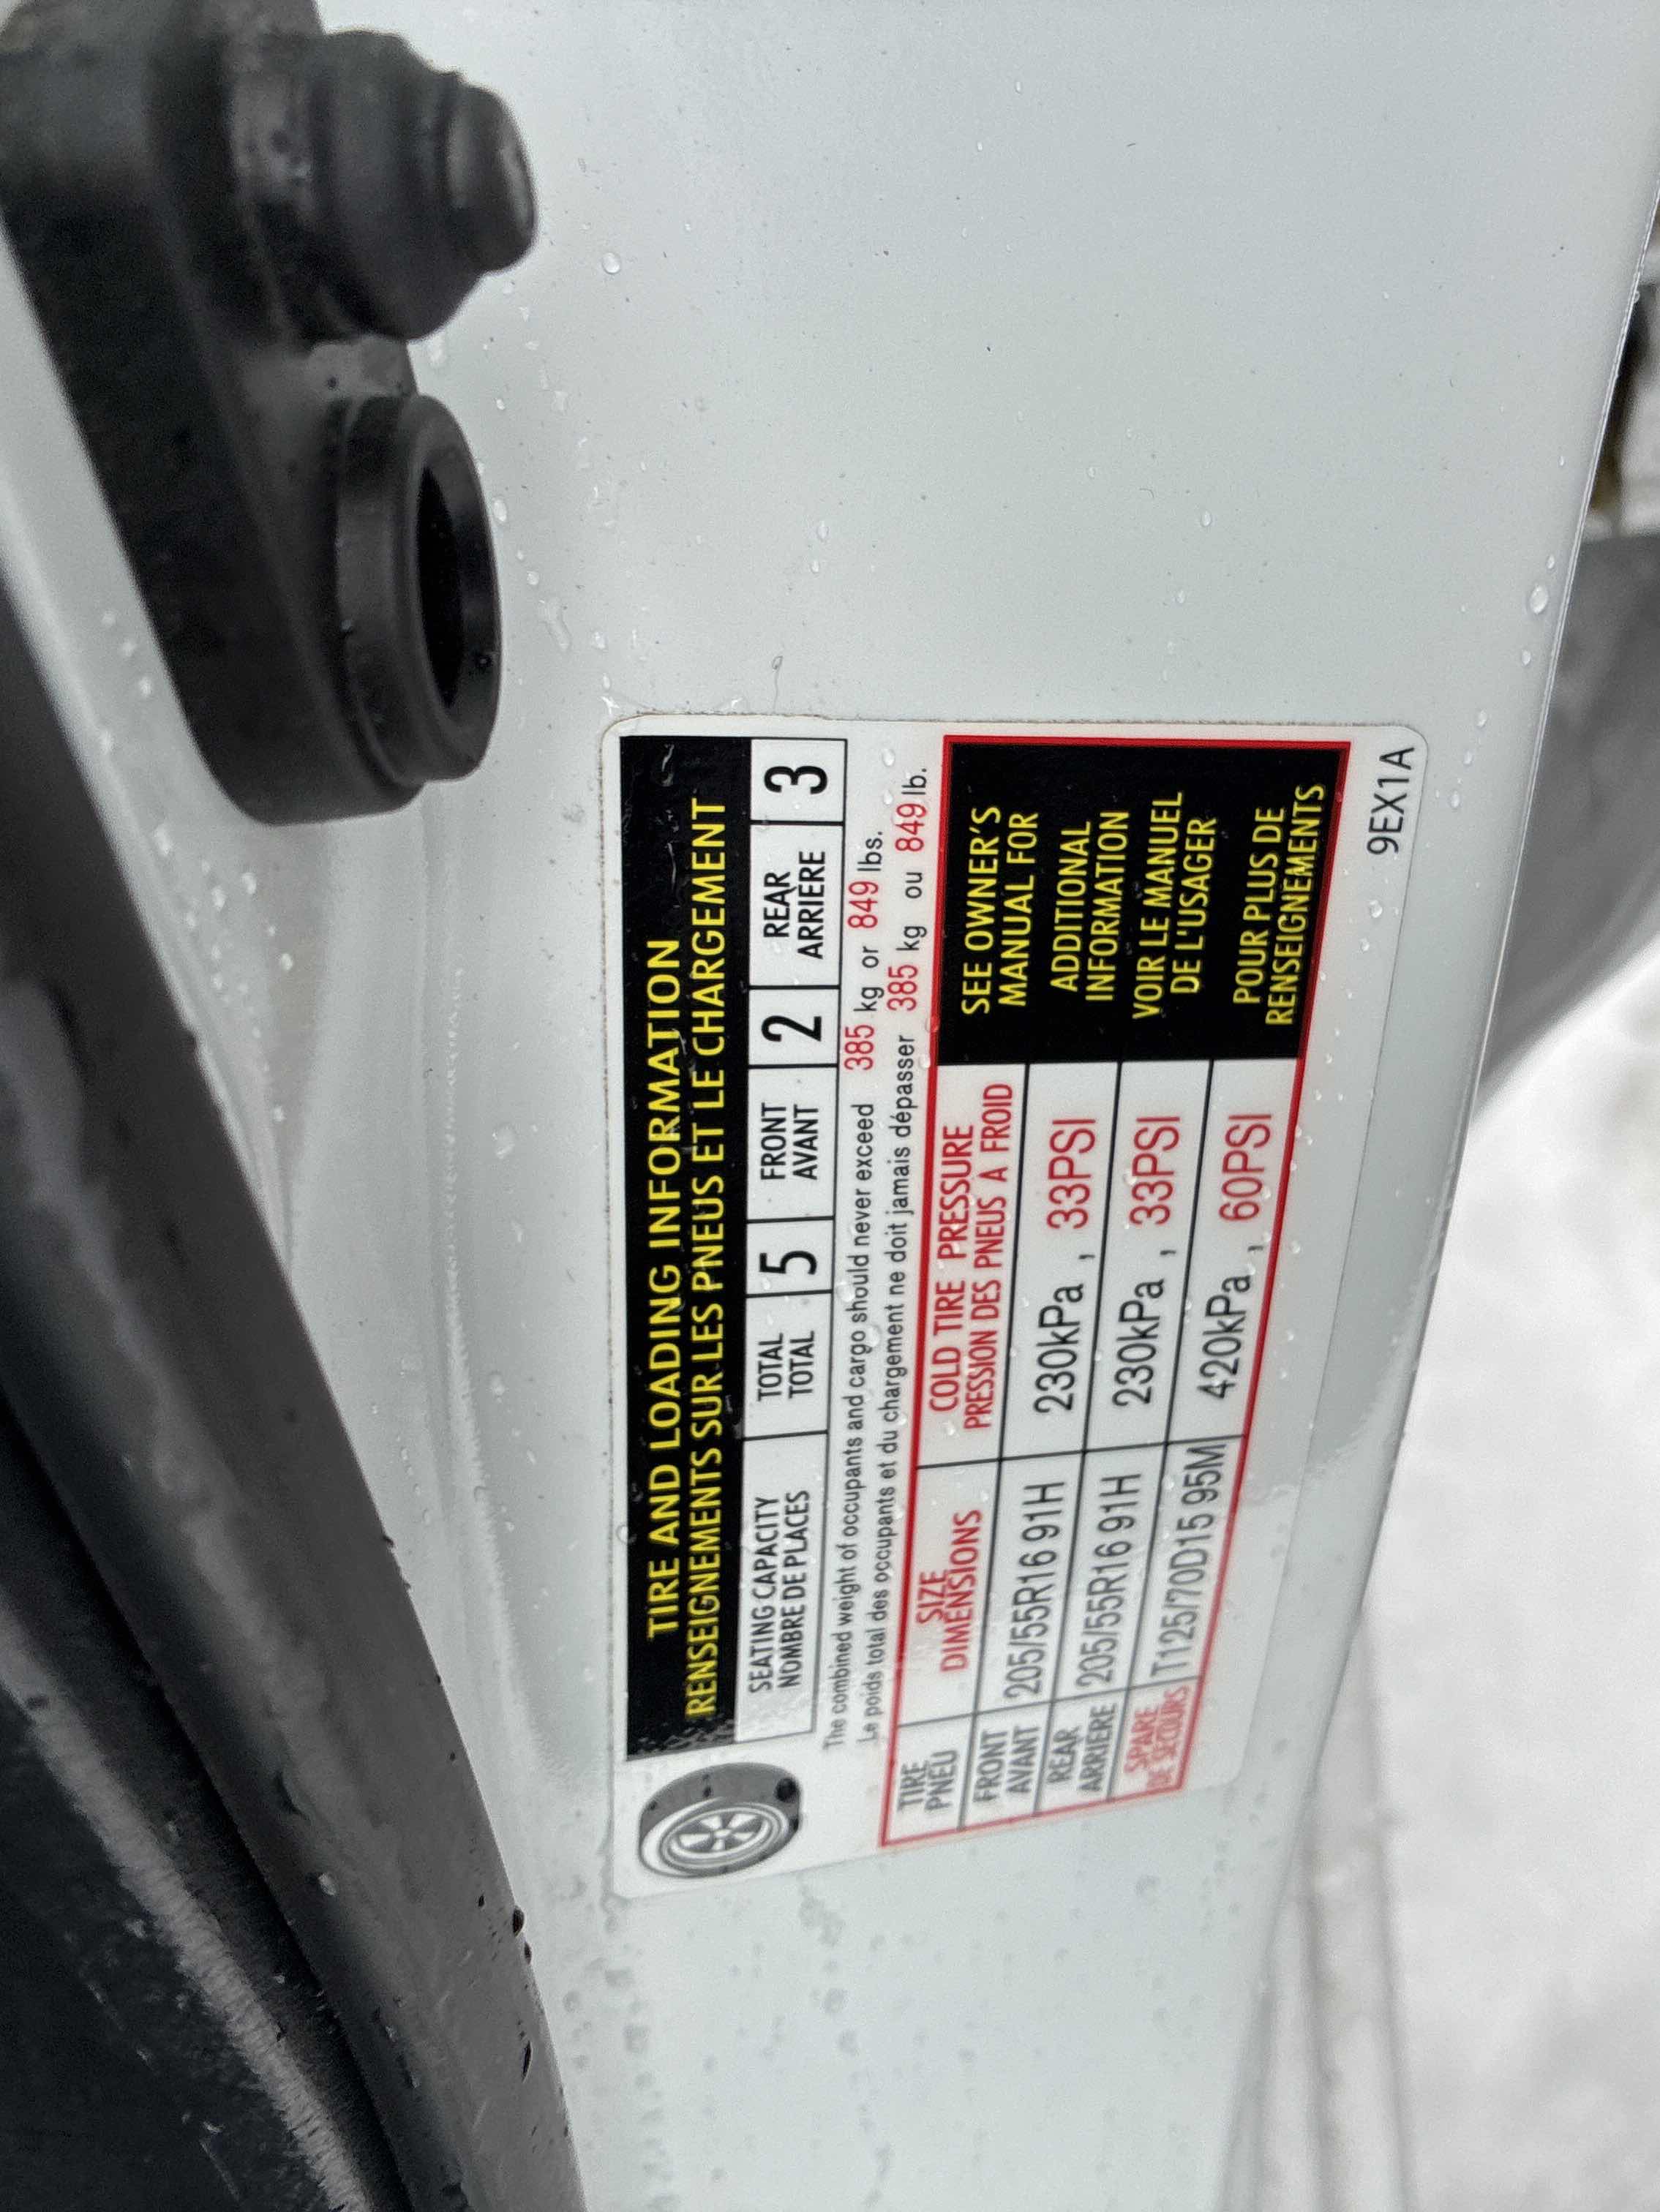 TIRE AND LOADING INFORMATION
RENSEIGNEMENTS SUR LES PNEUS ET LE CHARGEMENT
SEATING CAPACITY
NOMBRE DE PLACES
TOTAL
TOTAL
5
FRONT
AVANT
2
REAR
ARRIERE
3
The combined weight of occupants and cargo should never exceed 385 kg or 849 lbs.
Le poids total des occupants et du chargement ne doit jamais dépasser 385 kg ou 849 lb.
TIRE
PNEU
SIZE
DIMENSIONS
COLD TIRE PRESSURE
PRESSION DES PNEUS A FROID
FRONT
AVANT
205/55R16 91H
230kPa , 33PSI
REAR
ARRIERE
205/55R16 91H
230kPa , 33PSI
SPARE
DE SECOURS
T125/70D15 95M
420kPa , 60PSI
SEE OWNER'S
MANUAL FOR
ADDITIONAL
INFORMATION
VOIR LE MANUEL
DE L'USAGER
POUR PLUS DE
RENSEIGNEMENTS
9EX1A